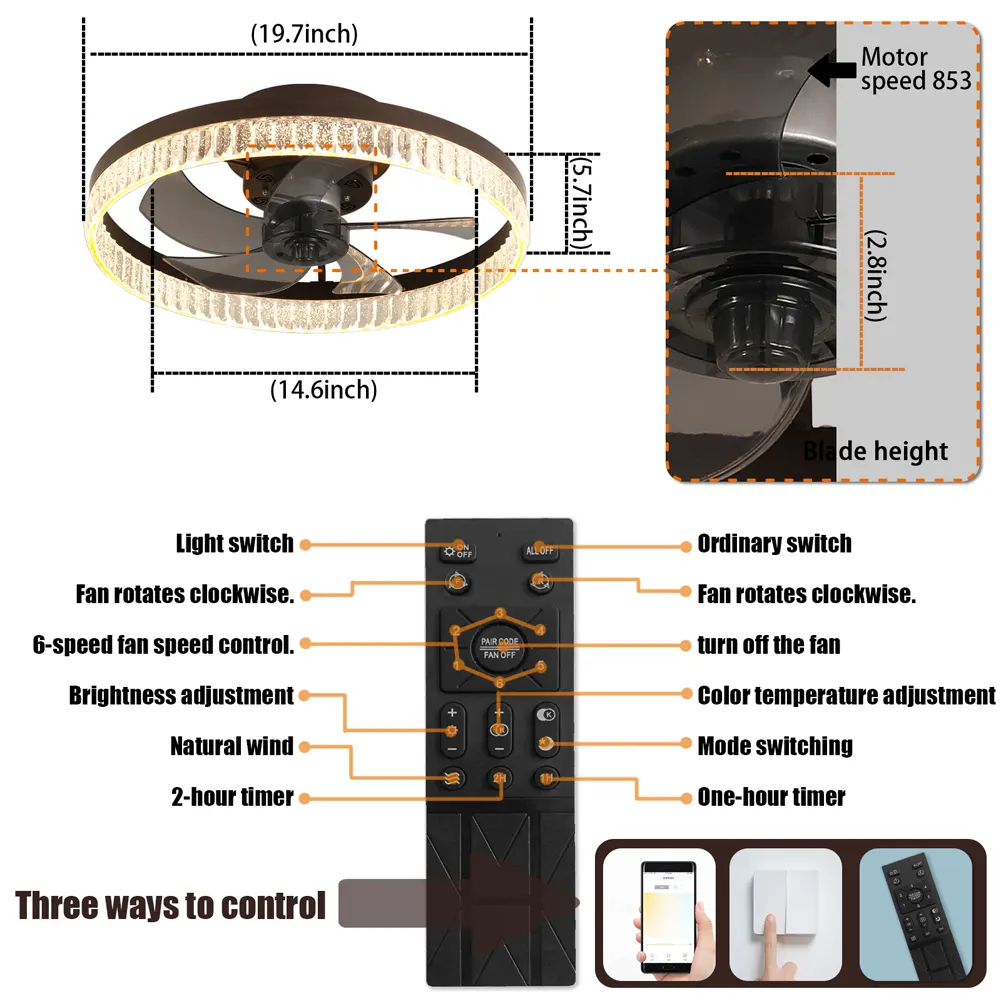 (19.7inch)
Motor
speed 853
(5.7inch)
(2.8inch)
(14.6inch)
Blade height
Light switch
ON
OFF
ALL OFF
Ordinary switch
Fan rotates clockwise.
F
R
Fan rotates clockwise.
6-speed fan speed control.
3
2
4
PAIR CODE
FAN OFF
1
5
6
turn off the fan
Brightness adjustment
+
+
K
K
−
−
Color temperature adjustment
Natural wind
Mode switching
2-hour timer
2H
1H
One-hour timer
Three ways to control